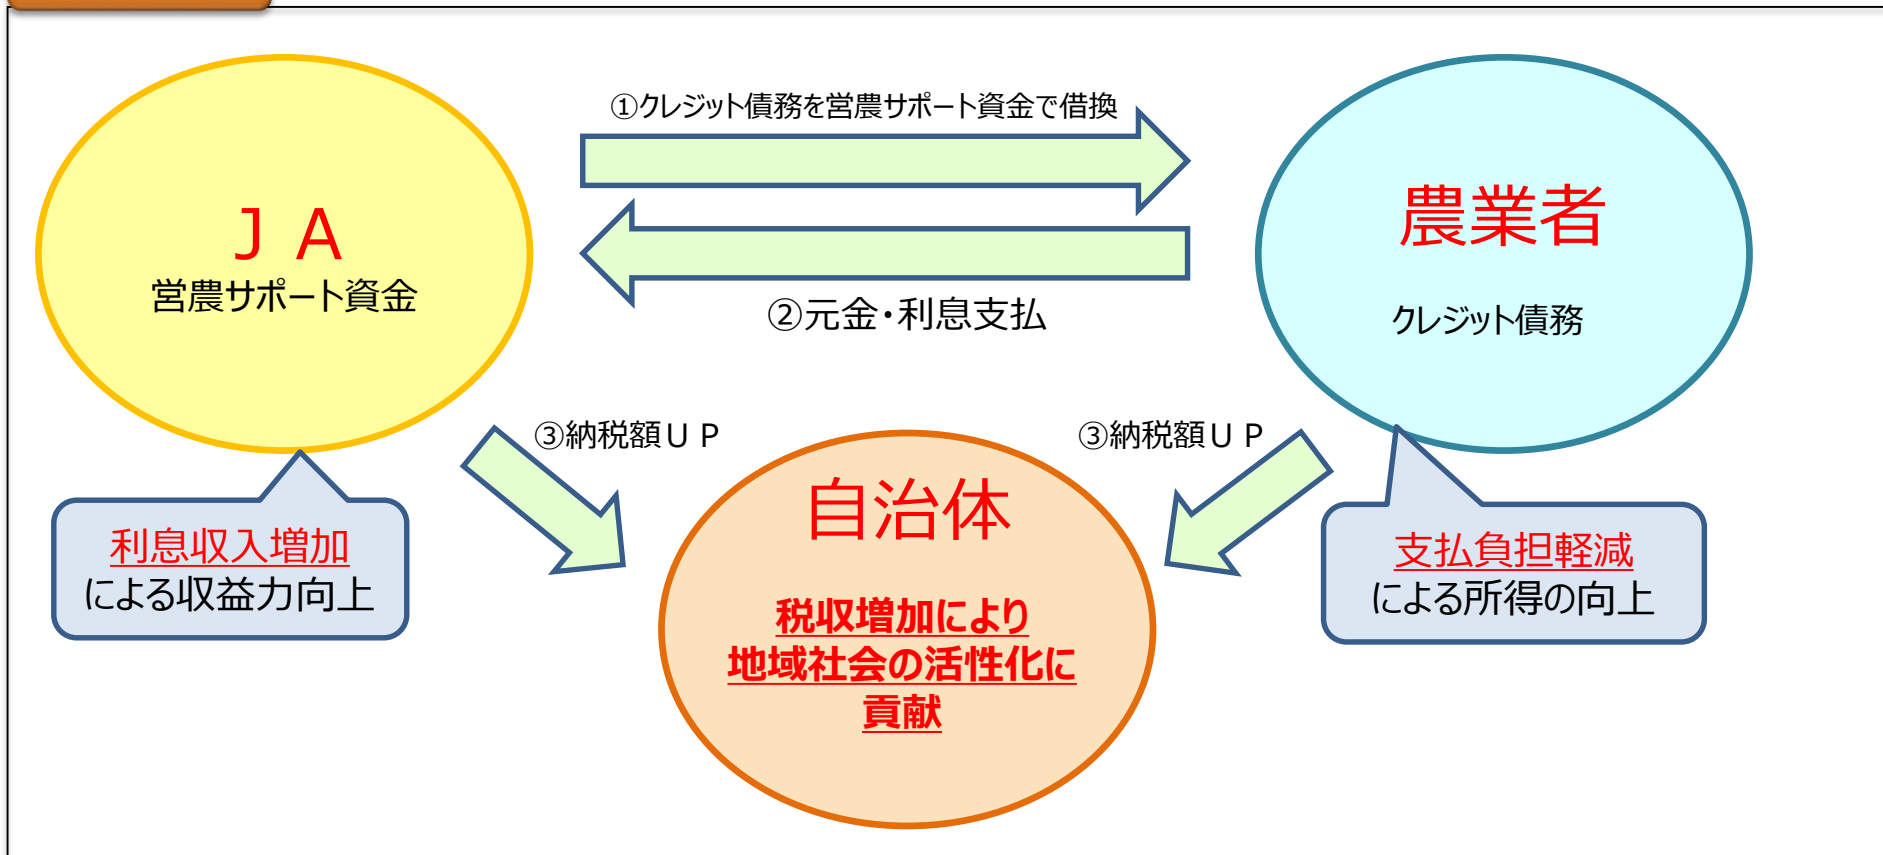 ①クレジット債務を営農サポート資金で借換
ＪＡ
営農サポート資金
農業者
クレジット債務
②元金・利息支払
③納税額ＵＰ
③納税額ＵＰ
利息収入増加
による収益力向上
自治体
税収増加により
地域社会の活性化に
貢献
支払負担軽減
による所得の向上